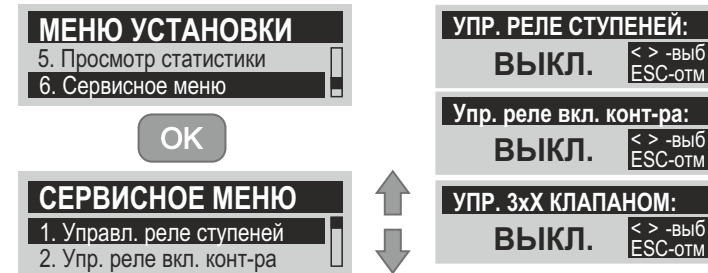 МЕНЮ УСТАНОВКИ
5. Просмотр статистики
6. Сервисное меню
OK
СЕРВИСНОЕ МЕНЮ
1. Управл. реле ступеней
2. Упр. реле вкл. конт-ра
УПР. РЕЛЕ СТУПЕНЕЙ:
ВЫКЛ.
< > -выб
ESC-отм
Упр. реле вкл. конт-ра:
ВЫКЛ.
< > -выб
ESC-отм
УПР. 3хХ КЛАПАНОМ:
ВЫКЛ.
< > -выб
ESC-отм